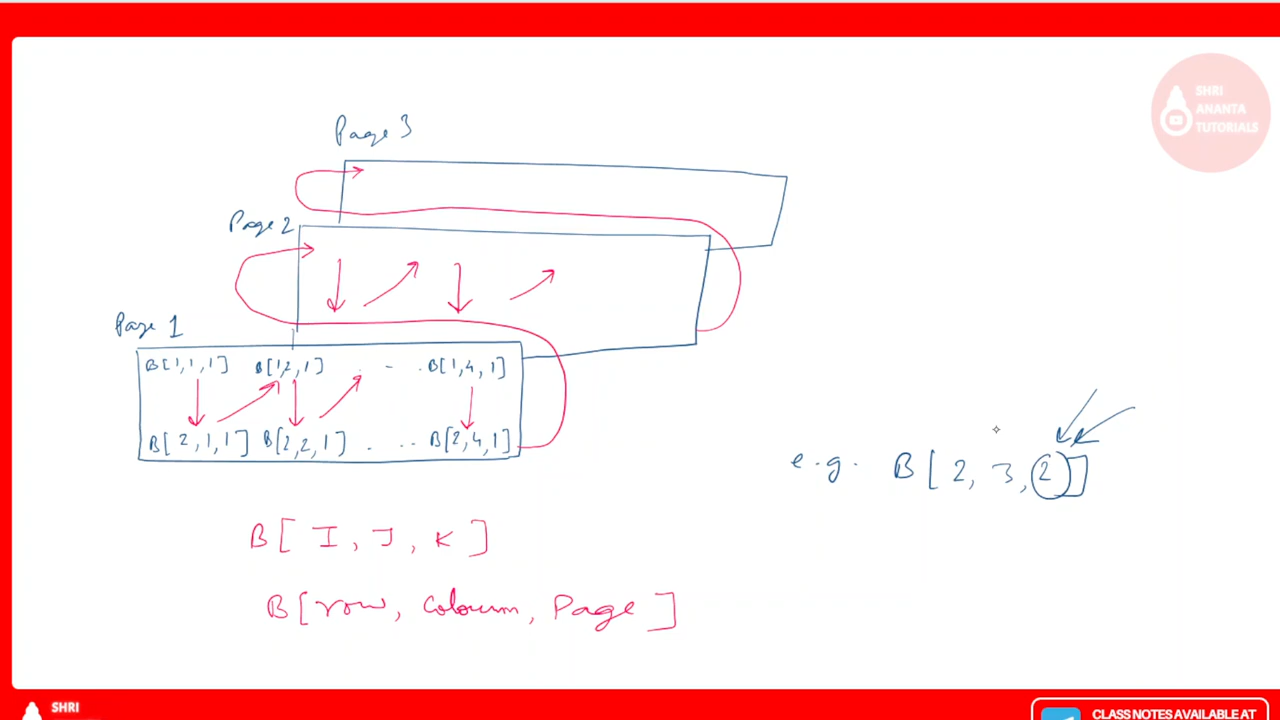 SHRI
ANANTA
TUTORIALS
Page 3
Page 2
Page 1
B[1,1,1] B[1,2,1] . - . B[1,4,1]
B[2,1,1] B[2,2,1] . .. B[2,4,1]
e.g. B[2, 3, 2]
B[I, J, K]
B[row, Coloum, Page]
SHRI
CLASS NOTES AVAILABLE AT